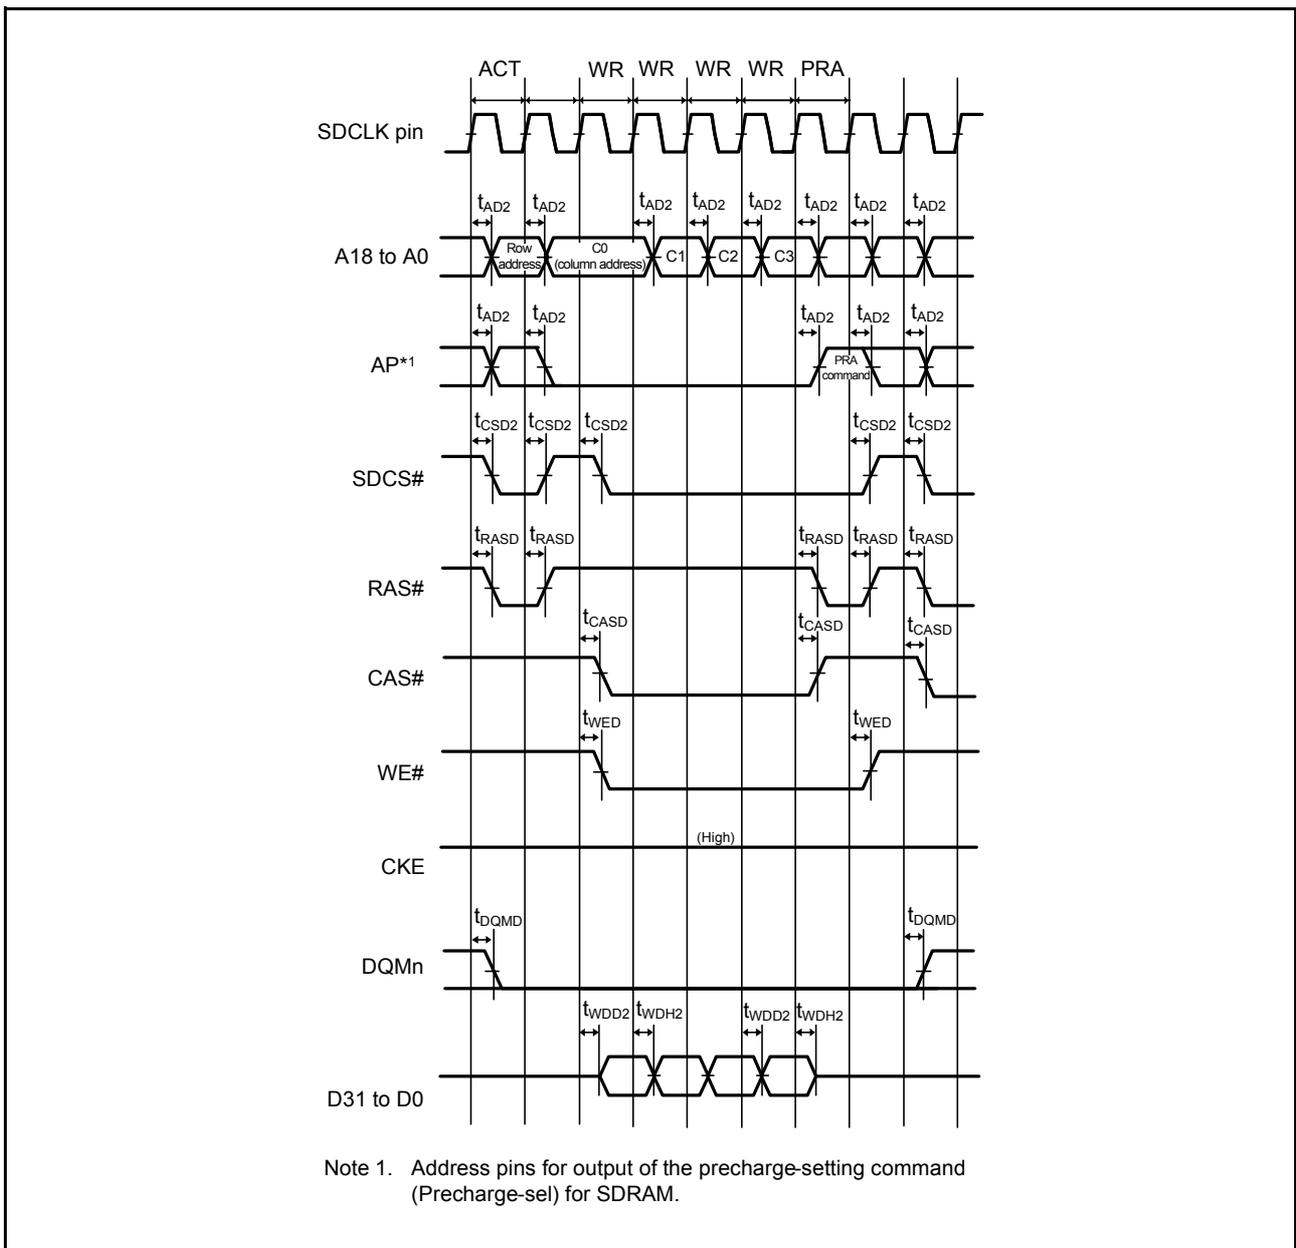 ACT WR WR WR WR PRA
SDCLK pin
tAD2 tAD2 tAD2 tAD2 tAD2 tAD2 tAD2 tAD2
A18 to A0
Row address
C0 (column address)
C1 C2 C3
tAD2 tAD2 tAD2 tAD2 tAD2
AP*1
PRA command
tCSD2 tCSD2 tCSD2 tCSD2 tCSD2
SDCS#
tRASD tRASD tRASD tRASD tRASD
RAS#
tCASD tCASD tCASD
CAS#
tWED tWED
WE#
(High)
CKE
tDQMD tDQMD
DQMn
tWDD2 tWDH2 tWDD2 tWDH2
D31 to D0
Note 1. Address pins for output of the precharge-setting command
(Precharge-sel) for SDRAM.